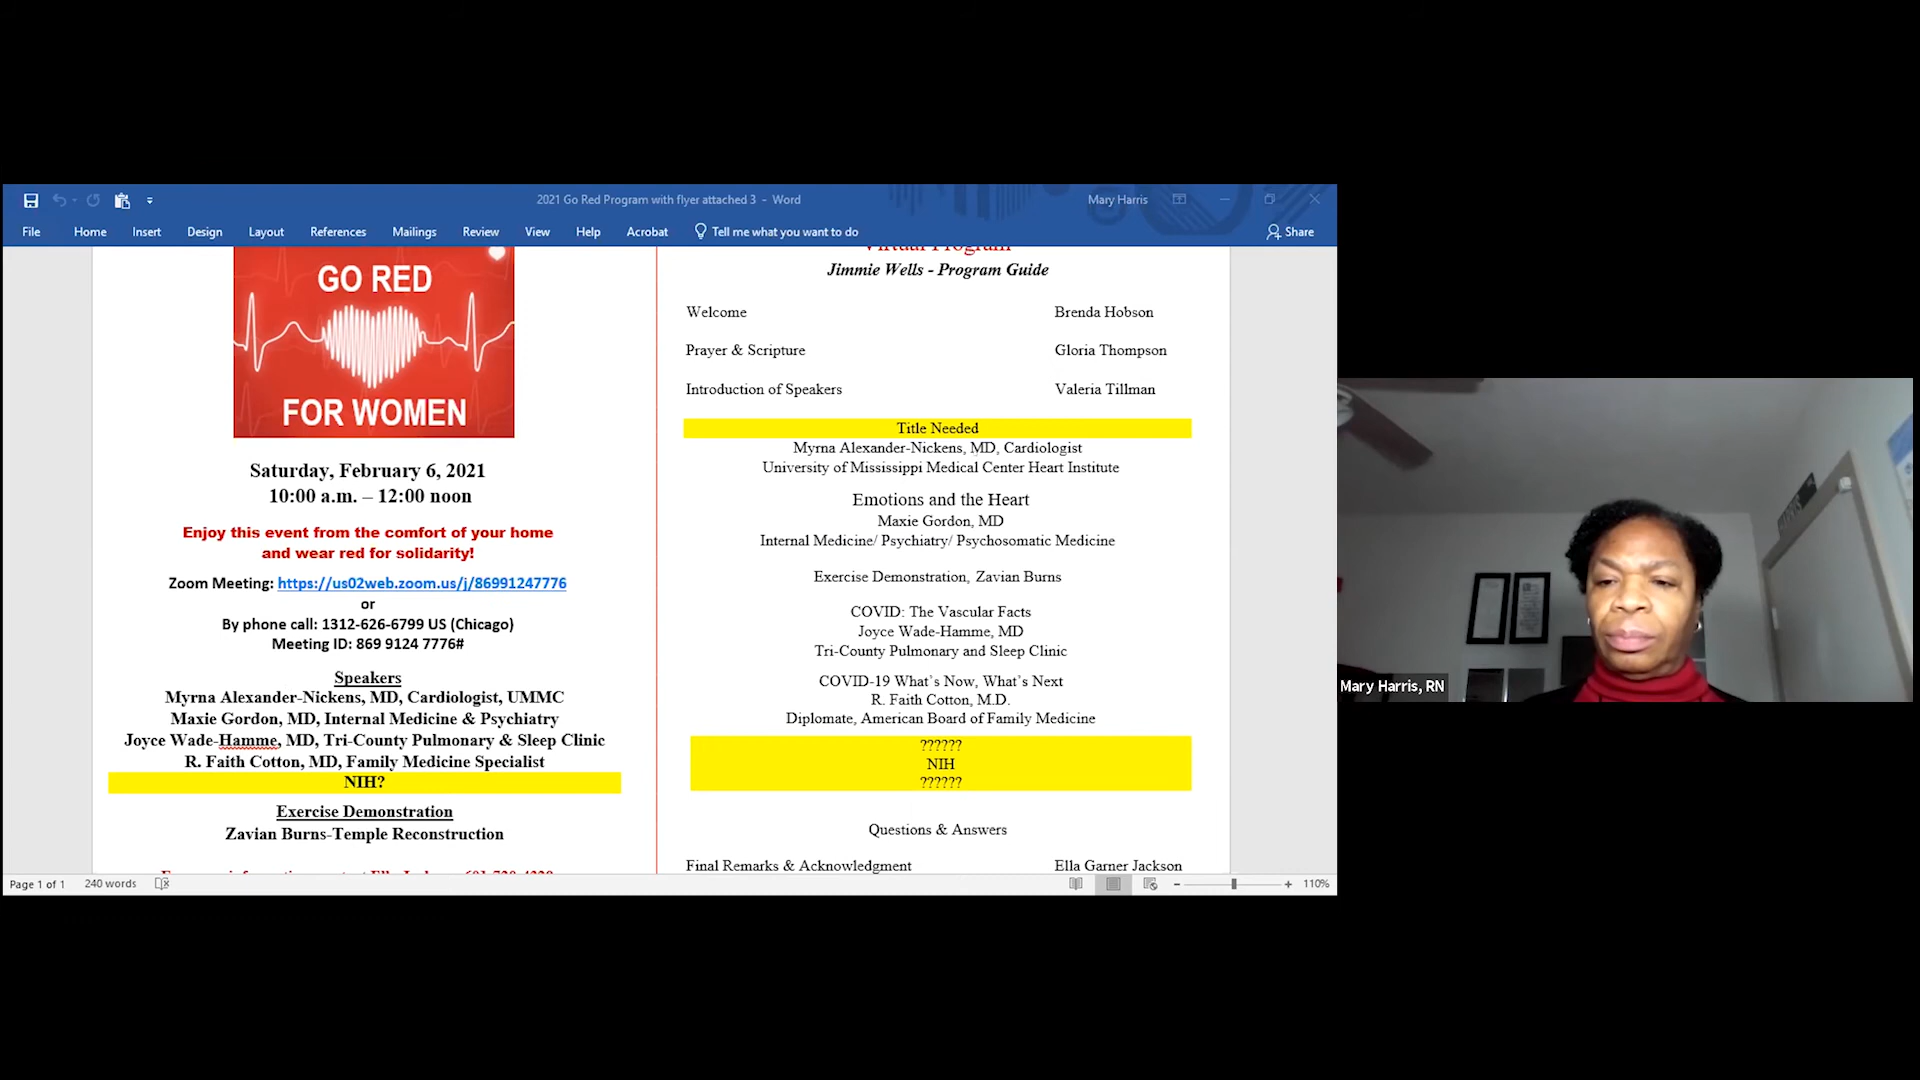 2021 Go Red Program with flyer attached 3 - Word
Mary Harris
File Home Insert Design Layout References Mailings Review View Help Acrobat Tell me what you want to do Share
GO RED
FOR WOMEN
Saturday, February 6, 2021
10:00 a.m. – 12:00 noon
Enjoy this event from the comfort of your home
and wear red for solidarity!
Zoom Meeting: https://us02web.zoom.us/j/86991247776
or
By phone call: 1312-626-6799 US (Chicago)
Meeting ID: 869 9124 7776#
Speakers
Myrna Alexander-Nickens, MD, Cardiologist, UMMC
Maxie Gordon, MD, Internal Medicine & Psychiatry
Joyce Wade-Hamme, MD, Tri-County Pulmonary & Sleep Clinic
R. Faith Cotton, MD, Family Medicine Specialist
NIH?
Exercise Demonstration
Zavian Burns-Temple Reconstruction
Virtual Program
Jimmie Wells - Program Guide
Welcome Brenda Hobson
Prayer & Scripture Gloria Thompson
Introduction of Speakers Valeria Tillman
Title Needed
Myrna Alexander-Nickens, MD, Cardiologist
University of Mississippi Medical Center Heart Institute
Emotions and the Heart
Maxie Gordon, MD
Internal Medicine/ Psychiatry/ Psychosomatic Medicine
Exercise Demonstration, Zavian Burns
COVID: The Vascular Facts
Joyce Wade-Hamme, MD
Tri-County Pulmonary and Sleep Clinic
COVID-19 What's Now, What's Next
R. Faith Cotton, M.D.
Diplomate, American Board of Family Medicine
??????
NIH
??????
Questions & Answers
Final Remarks & Acknowledgment Ella Garner Jackson
Page 1 of 1 240 words 110%
Mary Harris, RN